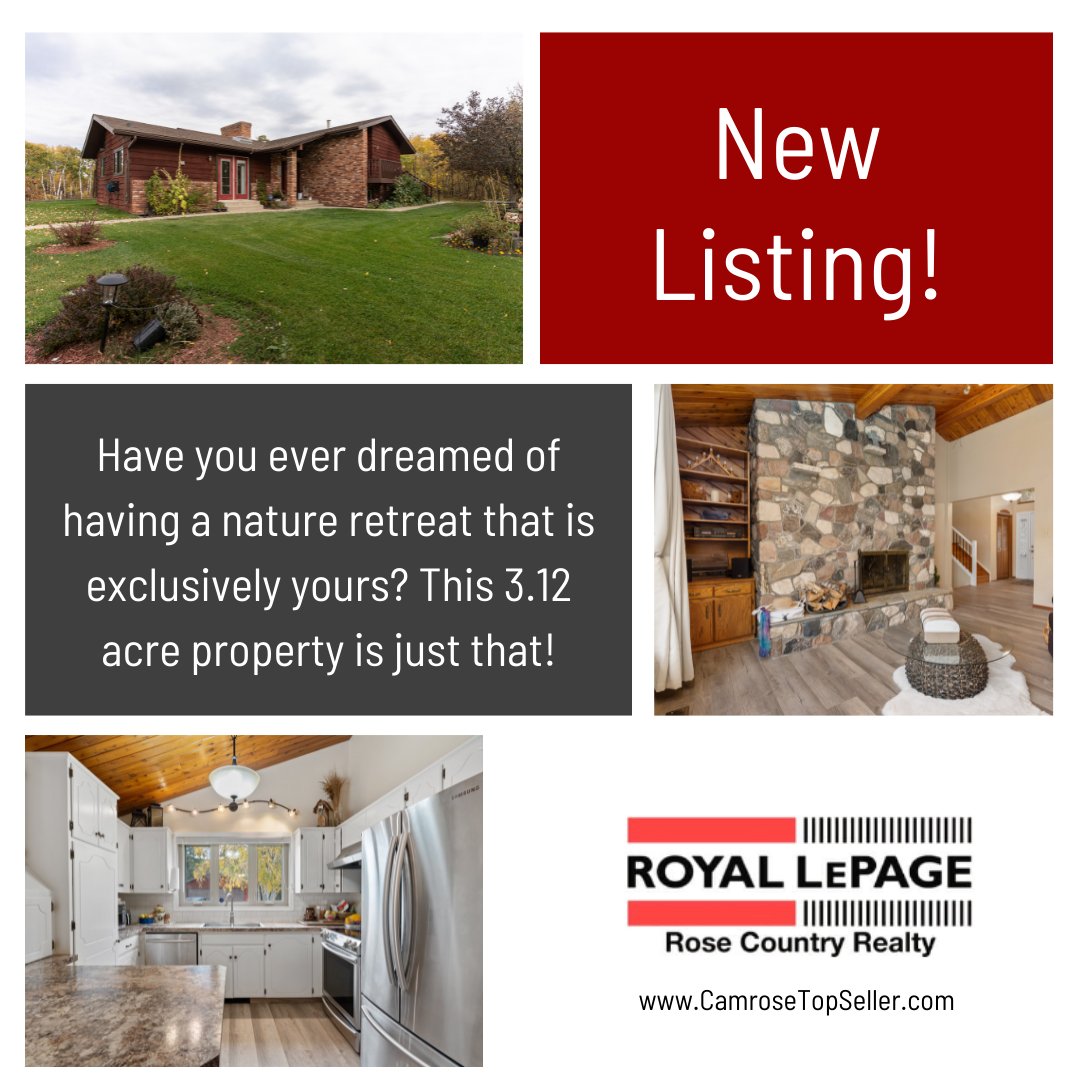 New
Listing!
Have you ever dreamed of
having a nature retreat that is
exclusively yours? This 3.12
acre property is just that!
SAMSUNG
ROYAL LEPAGE
Rose Country Realty
www.CamroseTopSeller.com